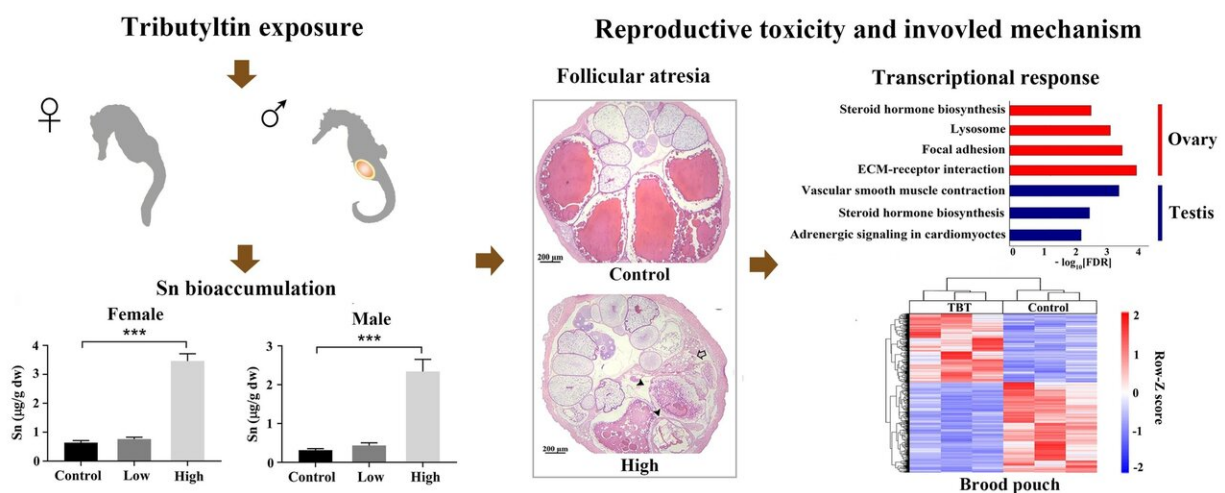 Tributyltin exposure
♀
♂
Sn bioaccumulation
Female
***
Sn (µg/g dw)
4
3
2
1
0
Control Low High
Male
***
Sn (µg/g dw)
3
2
1
0
Control Low High
Reproductive toxicity and invovled mechanism
Follicular atresia
200 µm
Control
200 µm
High
Transcriptional response
Steroid hormone biosynthesis
Lysosome
Focal adhesion
ECM-receptor interaction
Vascular smooth muscle contraction
Steroid hormone biosynthesis
Adrenergic signaling in cardiomyoctes
Ovary
Testis
0 1 2 3 4
- log10[FDR]
TBT Control
2
1
0
-1
-2
Row-Z score
Brood pouch